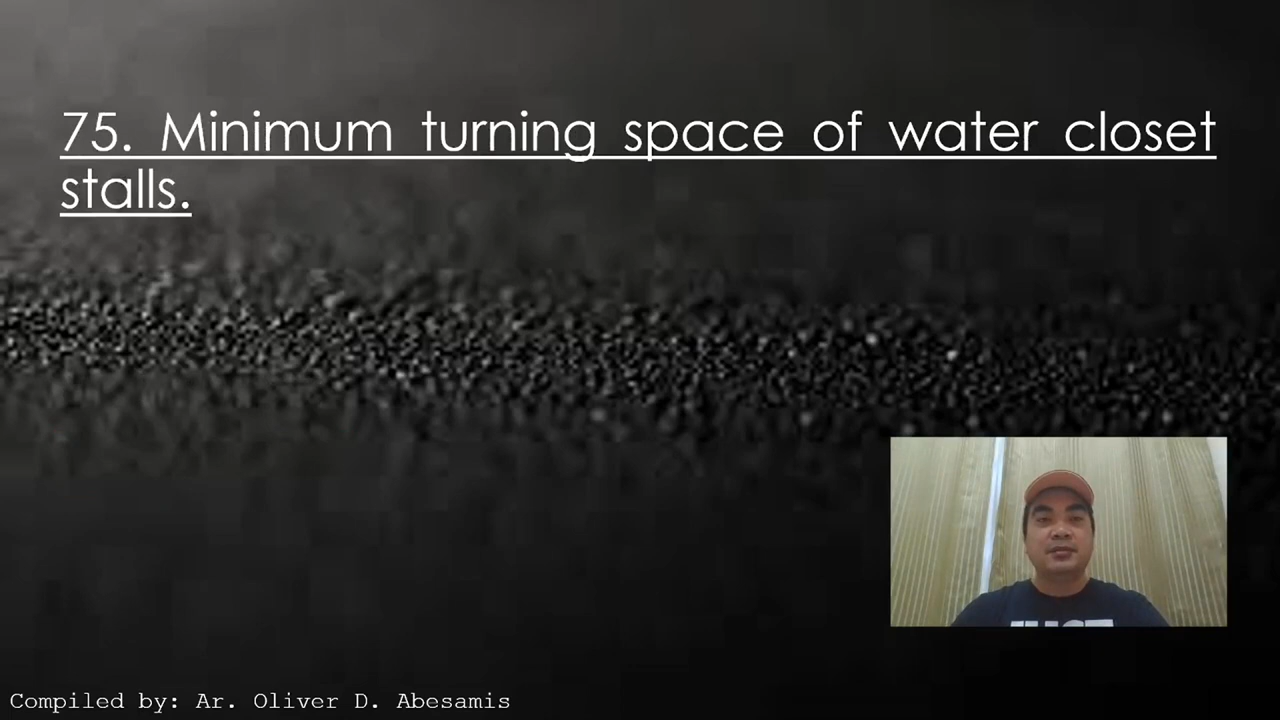 75. Minimum turning space of water closet
stalls.
Compiled by: Ar. Oliver D. Abesamis